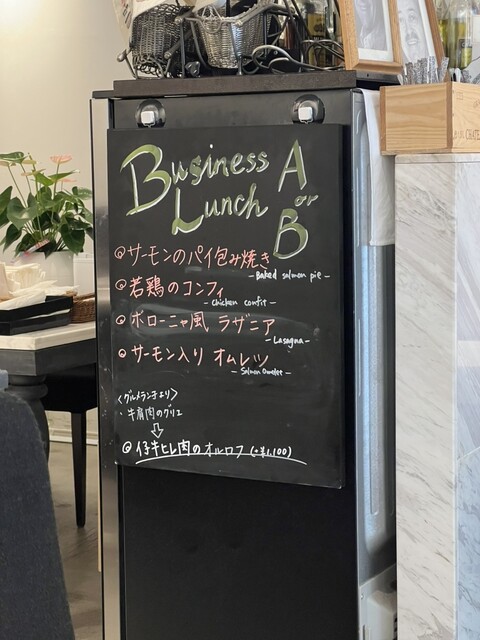 Business A
or
Lunch B
@サーモンのパイ包み焼き
-Baked salmon pie-
@若鶏のコンフィ
-Chicken confit-
@ボローニャ風 ラザニア
-Lasagna-
@サーモン入り オムレツ
-Salmon Omelet-
〈グルメランチより〉
・牛肩肉のグリエ
⇩
@仔牛ヒレ肉のオルロフ(+¥1,100)